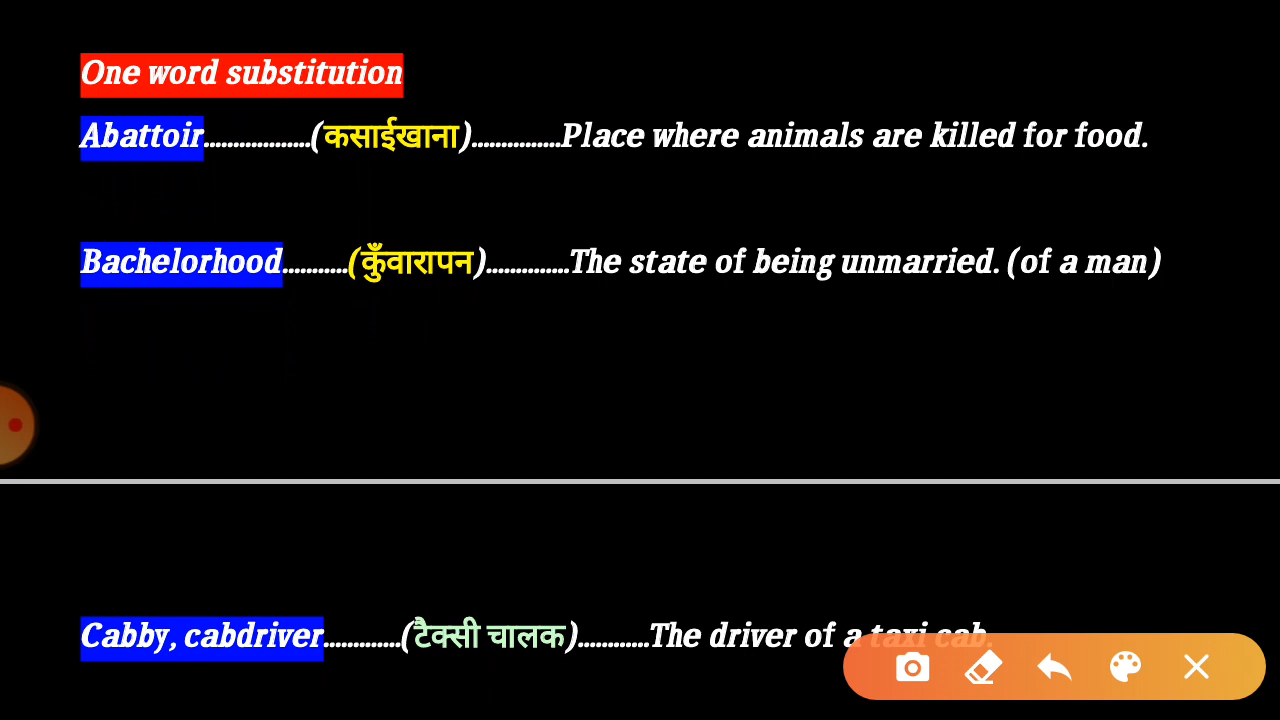 One word substitution
Abattoir..................(कसाईखाना)...............Place where animals are killed for food.
Bachelorhood...........(कुँवारापन)..............The state of being unmarried. (of a man)
Cabby, cabdriver.............(टैक्सी चालक)............The driver of a taxi cab.